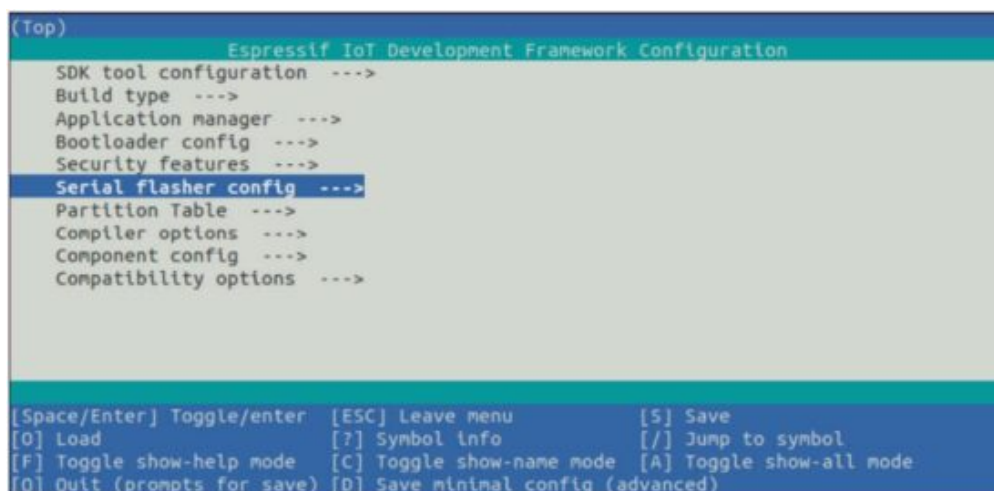 (Top)
Espressif IoT Development Framework Configuration
SDK tool configuration --->
Build type --->
Application manager --->
Bootloader config --->
Security features --->
Serial flasher config --->
Partition Table --->
Compiler options --->
Component config --->
Compatibility options --->
[Space/Enter] Toggle/enter [ESC] Leave menu [S] Save
[O] Load [?] Symbol info [/] Jump to symbol
[F] Toggle show-help mode [C] Toggle show-name mode [A] Toggle show-all mode
[Q] Quit (prompts for save) [D] Save minimal config (advanced)